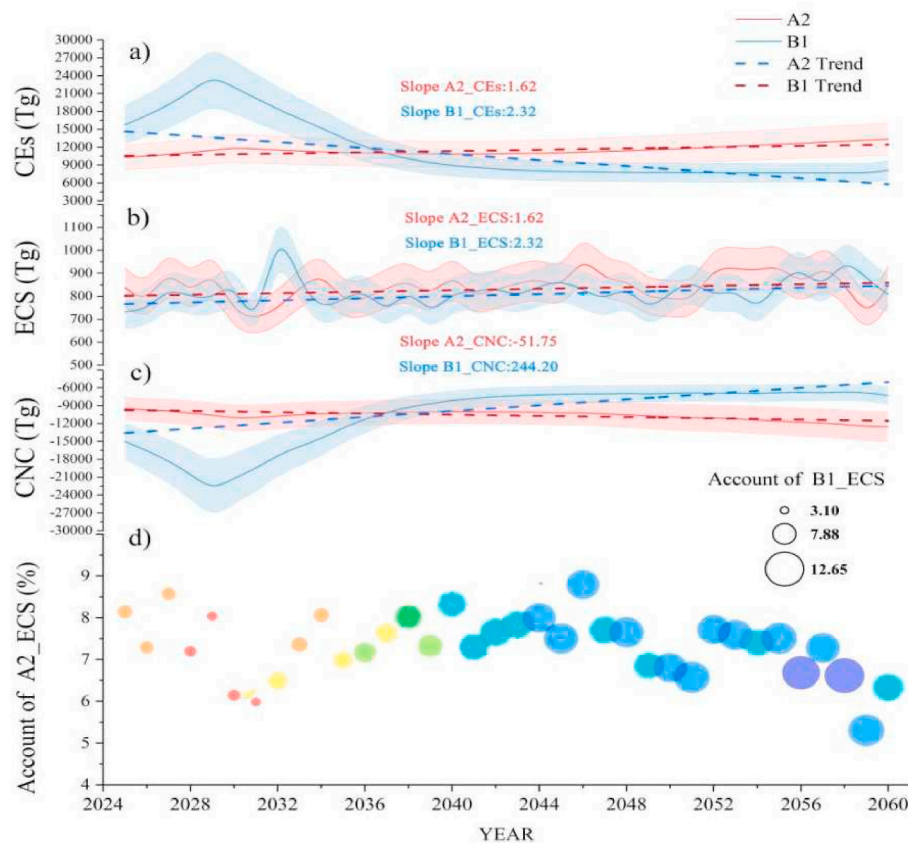 A2
B1
A2 Trend
B1 Trend
a)
CEs (Tg)
30000
27000
24000
21000
18000
15000
12000
9000
6000
3000
Slope A2_CEs:1.62
Slope B1_CEs:2.32
b)
ECS (Tg)
1100
1000
900
800
700
600
500
Slope A2_ECS:1.62
Slope B1_ECS:2.32
c)
CNC (Tg)
-6000
-9000
-12000
-15000
-18000
-21000
-24000
-27000
-30000
Slope A2_CNC:-51.75
Slope B1_CNC:244.20
d)
Account of B1_ECS
3.10
7.88
12.65
Account of A2_ECS (%)
9
8
7
6
5
4
2024 2028 2032 2036 2040 2044 2048 2052 2056 2060
YEAR